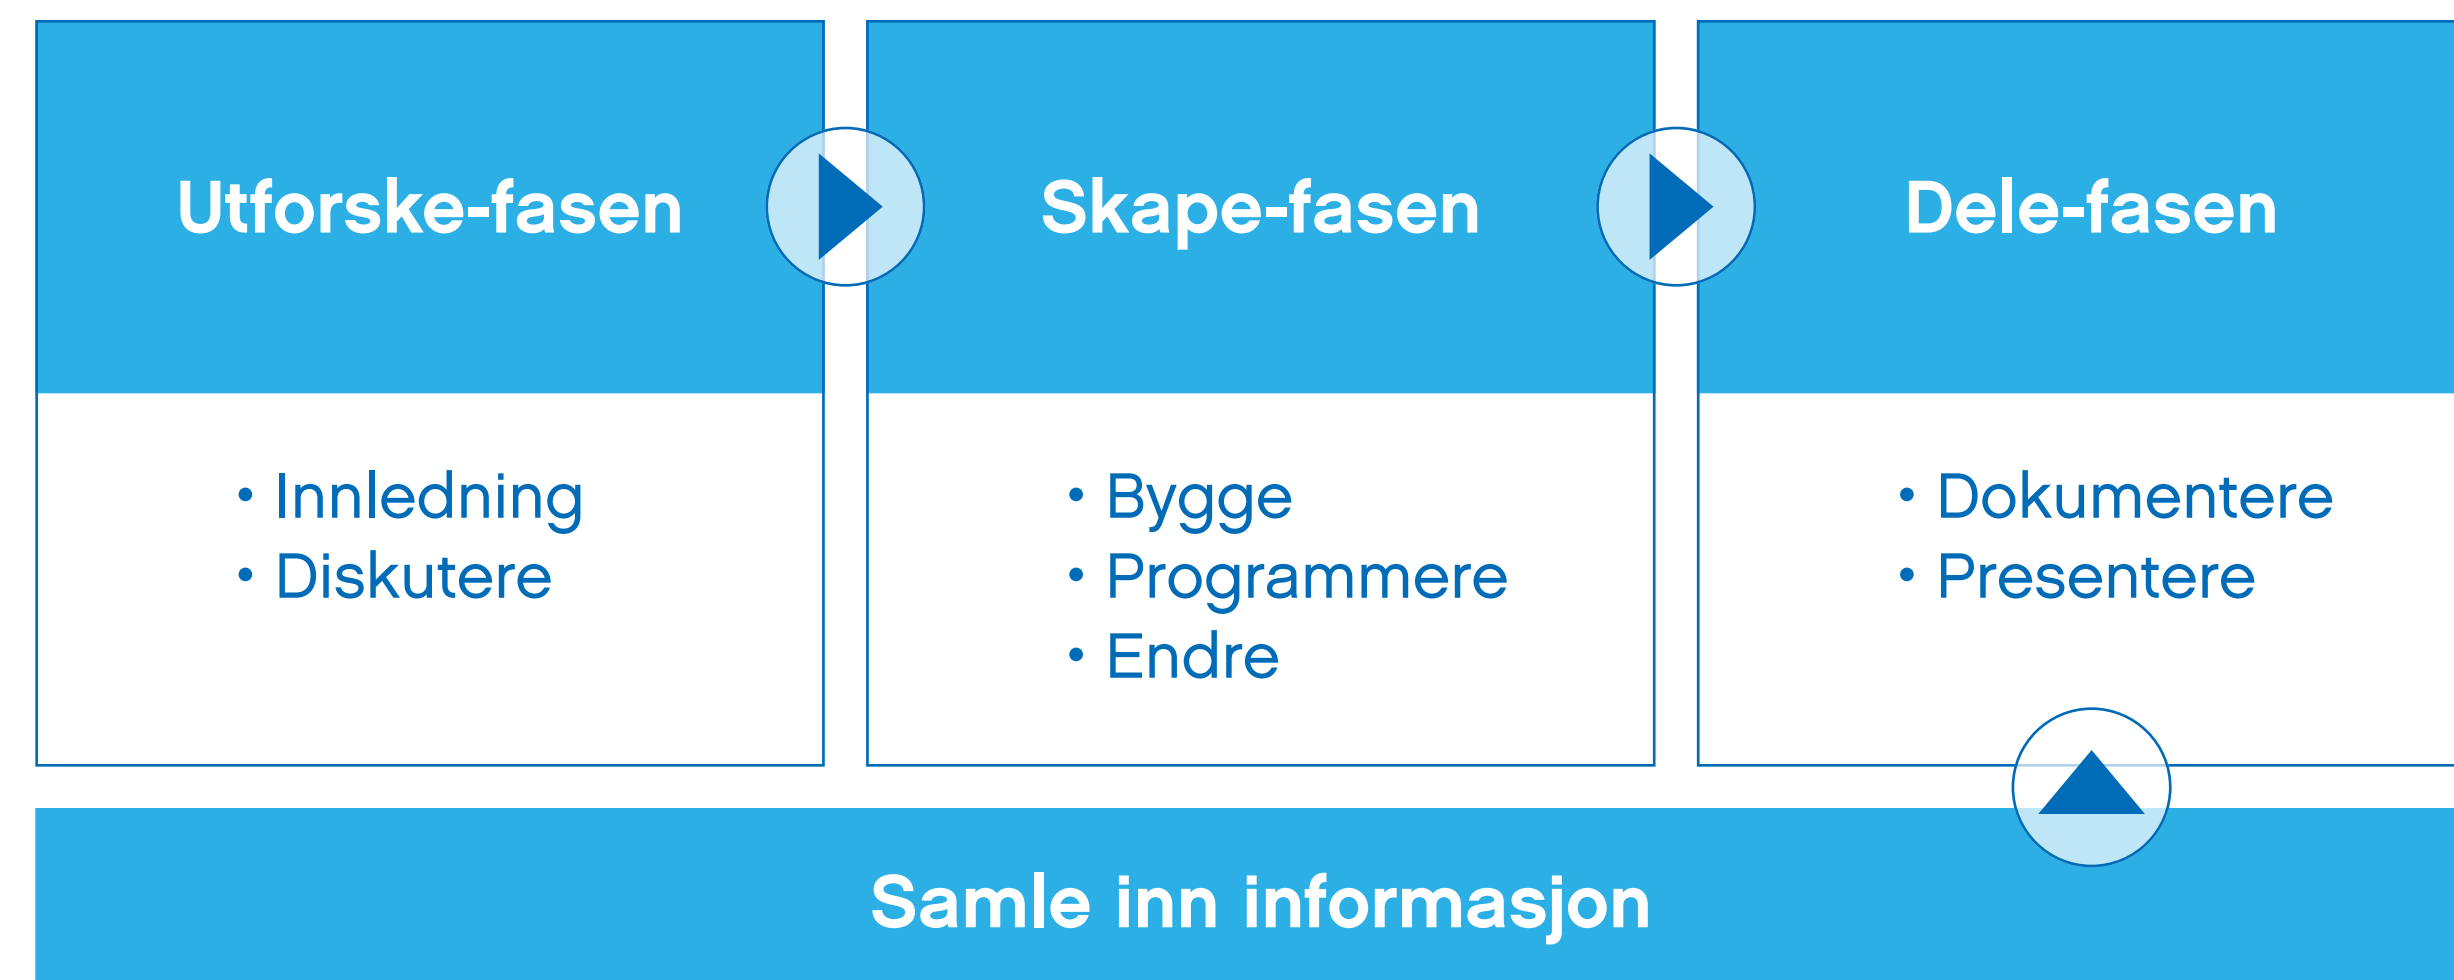 Utforske-fasen
Skape-fasen
Dele-fasen
• Innledning
• Diskutere
• Bygge
• Programmere
• Endre
• Dokumentere
• Presentere
Samle inn informasjon